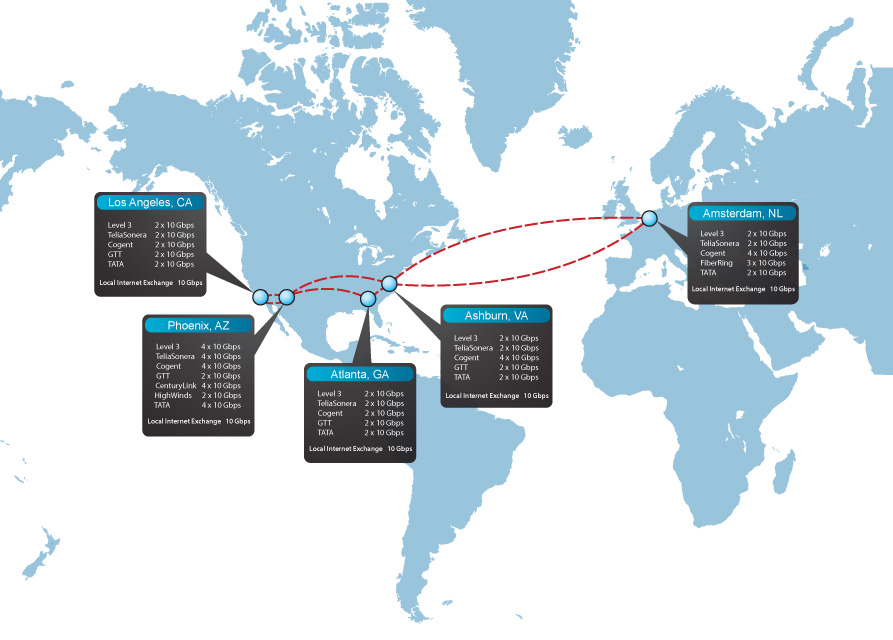 Los Angeles, CA
Level 3 2 x 10 Gbps
TeliaSonera 2 x 10 Gbps
Cogent 2 x 10 Gbps
GTT 2 x 10 Gbps
TATA 2 x 10 Gbps
Local Internet Exchange 10 Gbps
Phoenix, AZ
Level 3 4 x 10 Gbps
TeliaSonera 4 x 10 Gbps
Cogent 4 x 10 Gbps
GTT 2 x 10 Gbps
CenturyLink 4 x 10 Gbps
HighWinds 2 x 10 Gbps
TATA 4 x 10 Gbps
Local Internet Exchange 10 Gbps
Atlanta, GA
Level 3 2 x 10 Gbps
TeliaSonera 2 x 10 Gbps
Cogent 2 x 10 Gbps
GTT 2 x 10 Gbps
TATA 2 x 10 Gbps
Local Internet Exchange 10 Gbps
Ashburn, VA
Level 3 2 x 10 Gbps
TeliaSonera 2 x 10 Gbps
Cogent 4 x 10 Gbps
GTT 2 x 10 Gbps
TATA 2 x 10 Gbps
Local Internet Exchange 10 Gbps
Amsterdam, NL
Level 3 2 x 10 Gbps
TeliaSonera 2 x 10 Gbps
Cogent 4 x 10 Gbps
FiberRing 3 x 10 Gbps
TATA 2 x 10 Gbps
Local Internet Exchange 10 Gbps